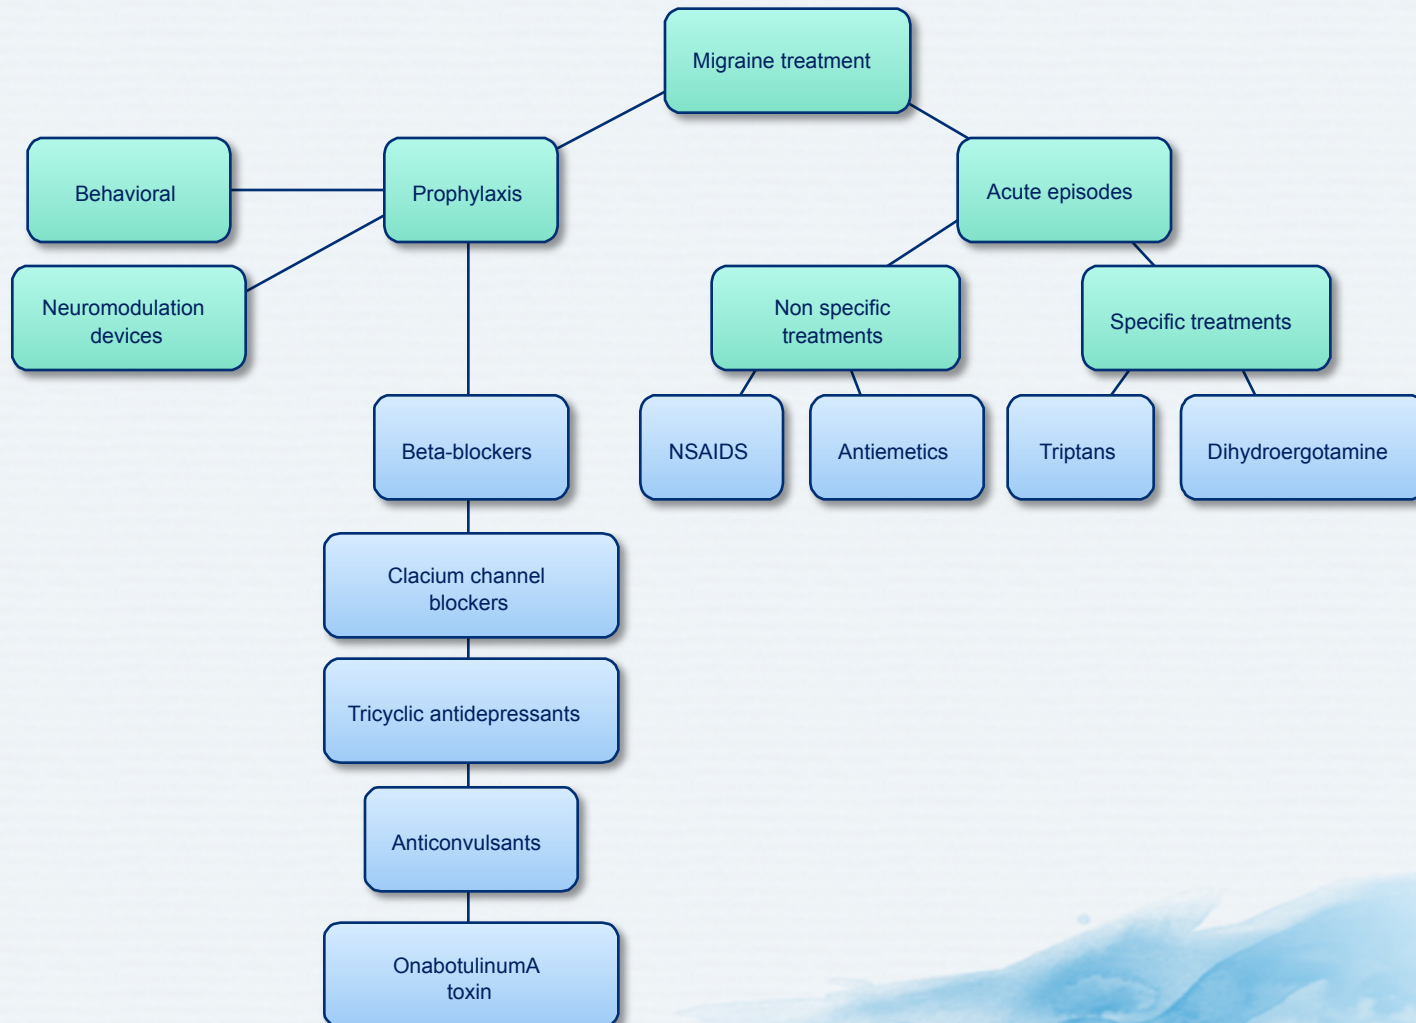 Migraine treatment
Behavioral
Prophylaxis
Acute episodes
Neuromodulation
devices
Non specific
treatments
Specific treatments
Beta-blockers
NSAIDS
Antiemetics
Triptans
Dihydroergotamine
Clacium channel
blockers
Tricyclic antidepressants
Anticonvulsants
OnabotulinumA
toxin